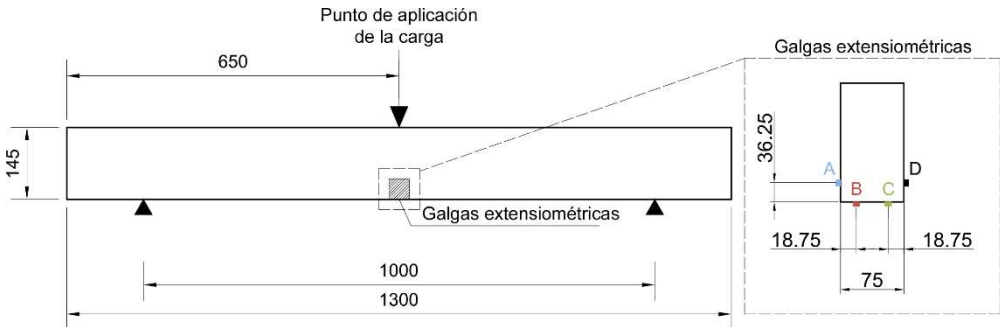 Punto de aplicación
de la carga
Galgas extensiométricas
650
145
36.25
A
D
B
C
Galgas extensiométricas
18.75
18.75
75
1000
1300